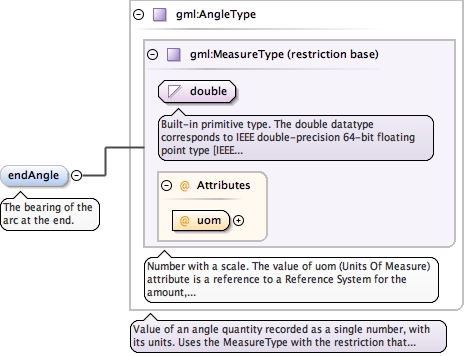 gml:AngleType
gml:MeasureType (restriction base)
double
Built-in primitive type. The double datatype
corresponds to IEEE double-precision 64-bit floating
point type [IEEE...
endAngle
The bearing of the
arc at the end.
@ Attributes
@ uom
Number with a scale. The value of uom (Units Of Measure)
attribute is a reference to a Reference System for the
amount,...
Value of an angle quantity recorded as a single number, with
its units. Uses the MeasureType with the restriction that...